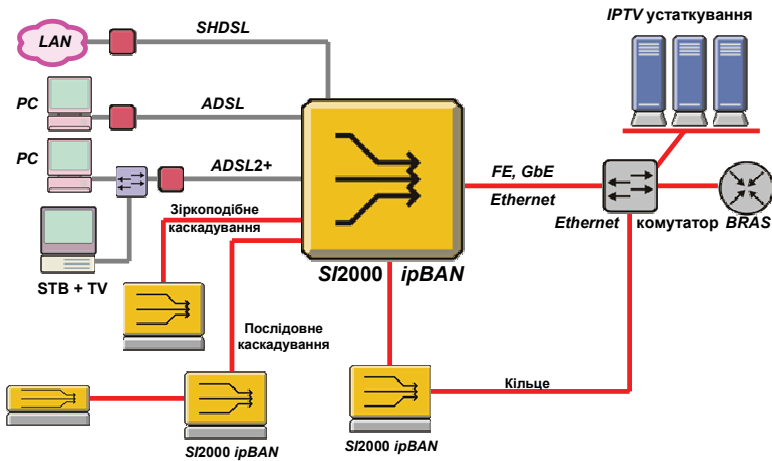 IPTV устаткування
LAN
SHDSL
PC
ADSL
PC
ADSL2+
FE, GbE
Ethernet
Ethernet комутатор BRAS
Зіркоподібне
каскадування
STB + TV
SI2000 ipBAN
Послідовне
каскадування
Кільце
SI2000 ipBAN
SI2000 ipBAN